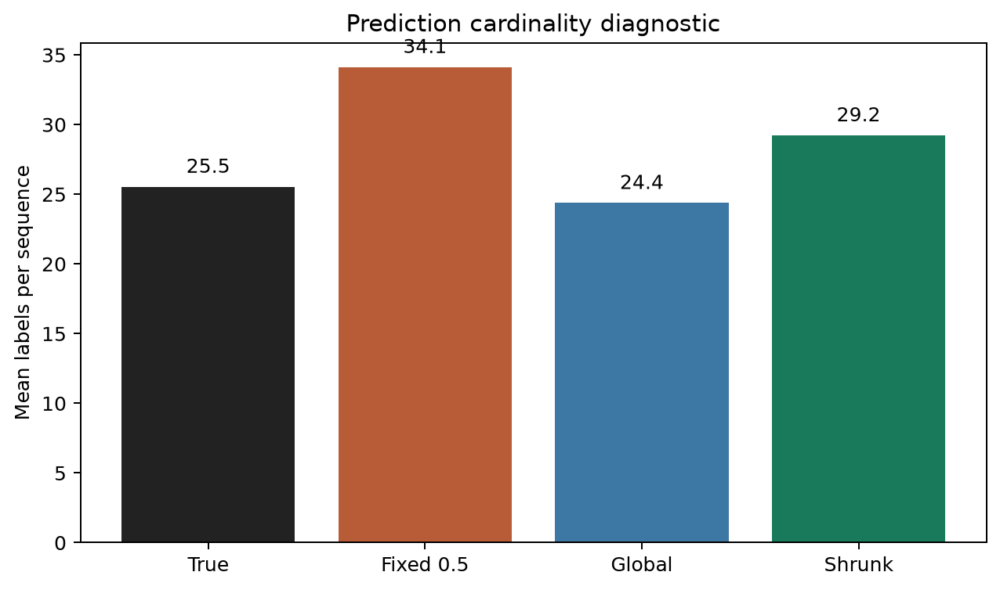 Prediction cardinality diagnostic
Mean labels per sequence
35
30
25
20
15
10
5
0
25.5
34.1
24.4
29.2
True
Fixed 0.5
Global
Shrunk